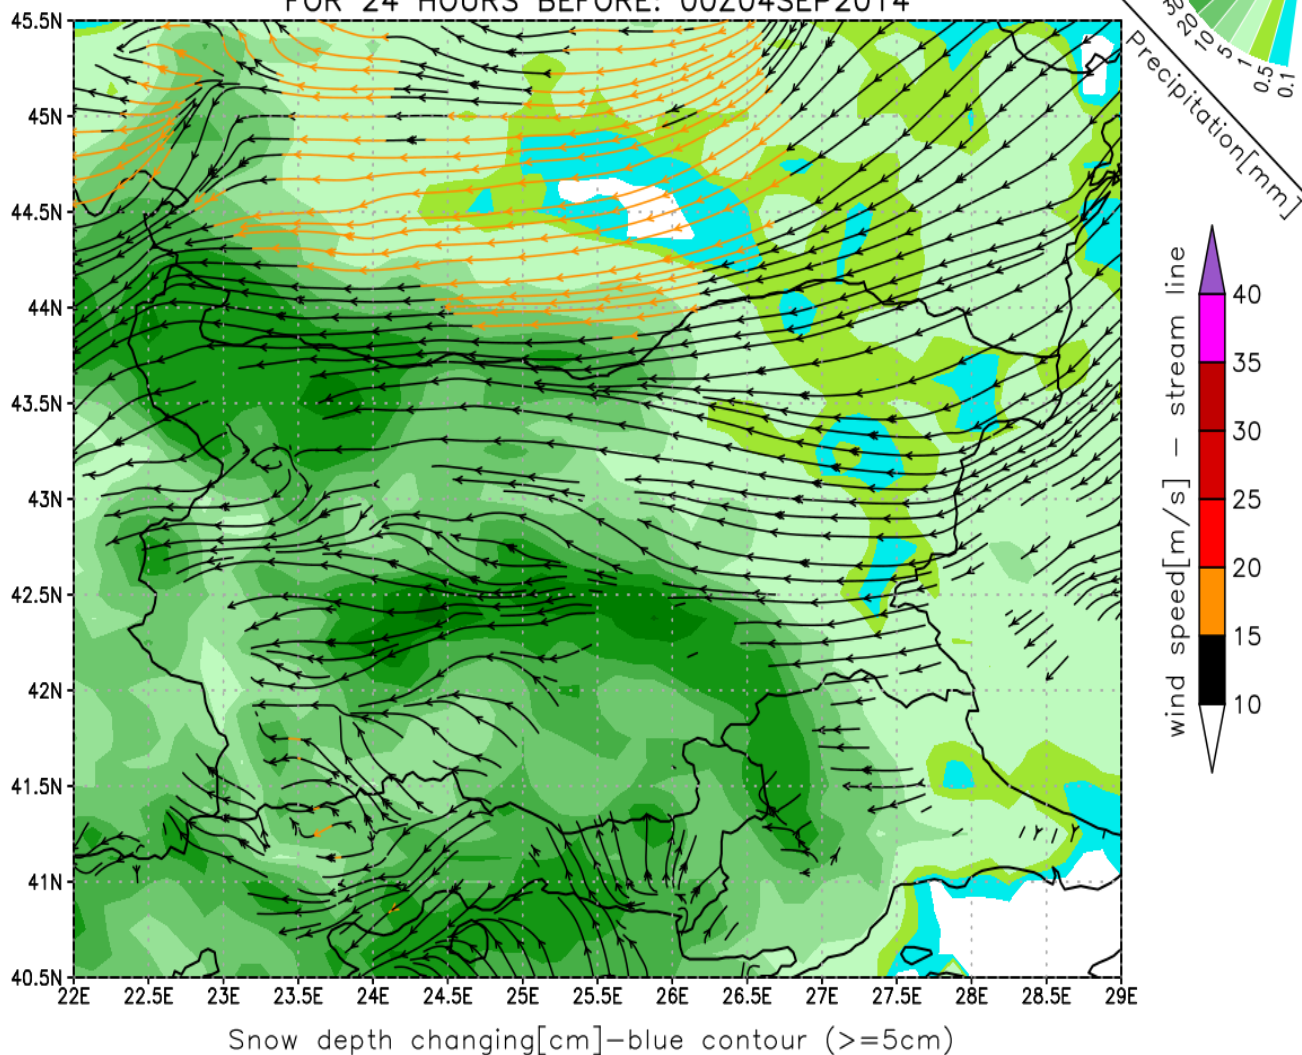 FOR 24 HOURS BEFORE: 00Z04SEP2014
45.5N
45N
44.5N
44N
43.5N
43N
42.5N
42N
41.5N
41N
40.5N
22E 22.5E 23E 23.5E 24E 24.5E 25E 25.5E 26E 26.5E 27E 27.5E 28E 28.5E 29E
Snow depth changing[cm]-blue contour (>=5cm)
20
10
5
1
0.5
0.1
Precipitation[mm]
wind speed[m/s] - stream line
40
35
30
25
20
15
10